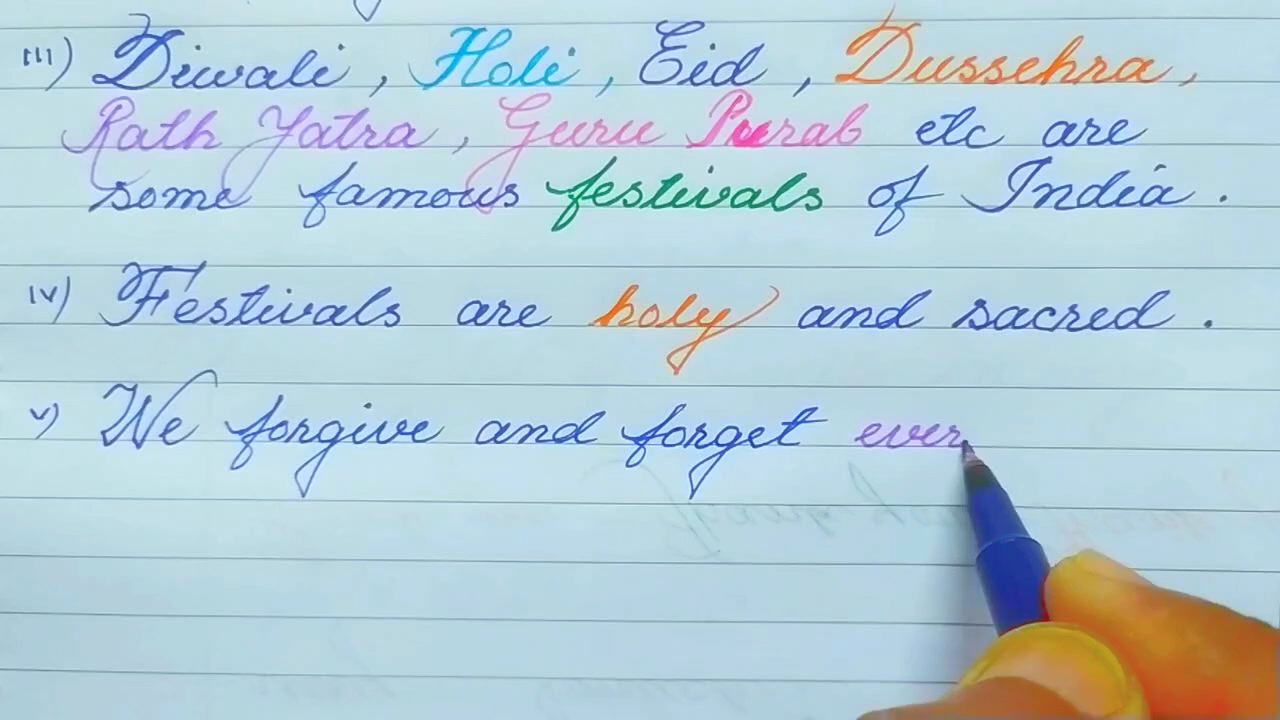 III) Diwali, Holi, Eid, Dussehra,
Rath Yatra, Guru Purab etc are
some famous festivals of India.
IV) Festivals are holy and sacred.
V) We forgive and forget ever